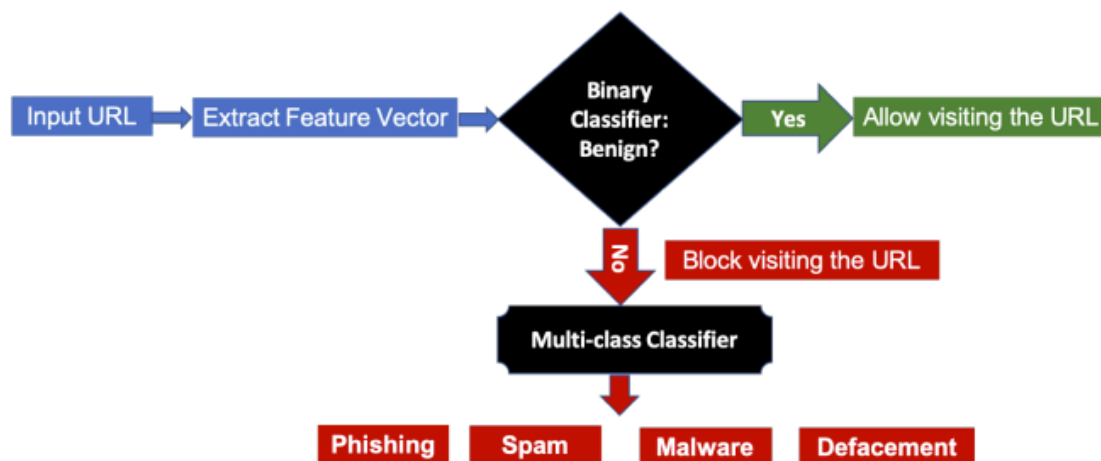 Input URL
Extract Feature Vector
Binary
Classifier:
Benign?
Yes
Allow visiting the URL
No
Block visiting the URL
Multi-class Classifier
Phishing
Spam
Malware
Defacement